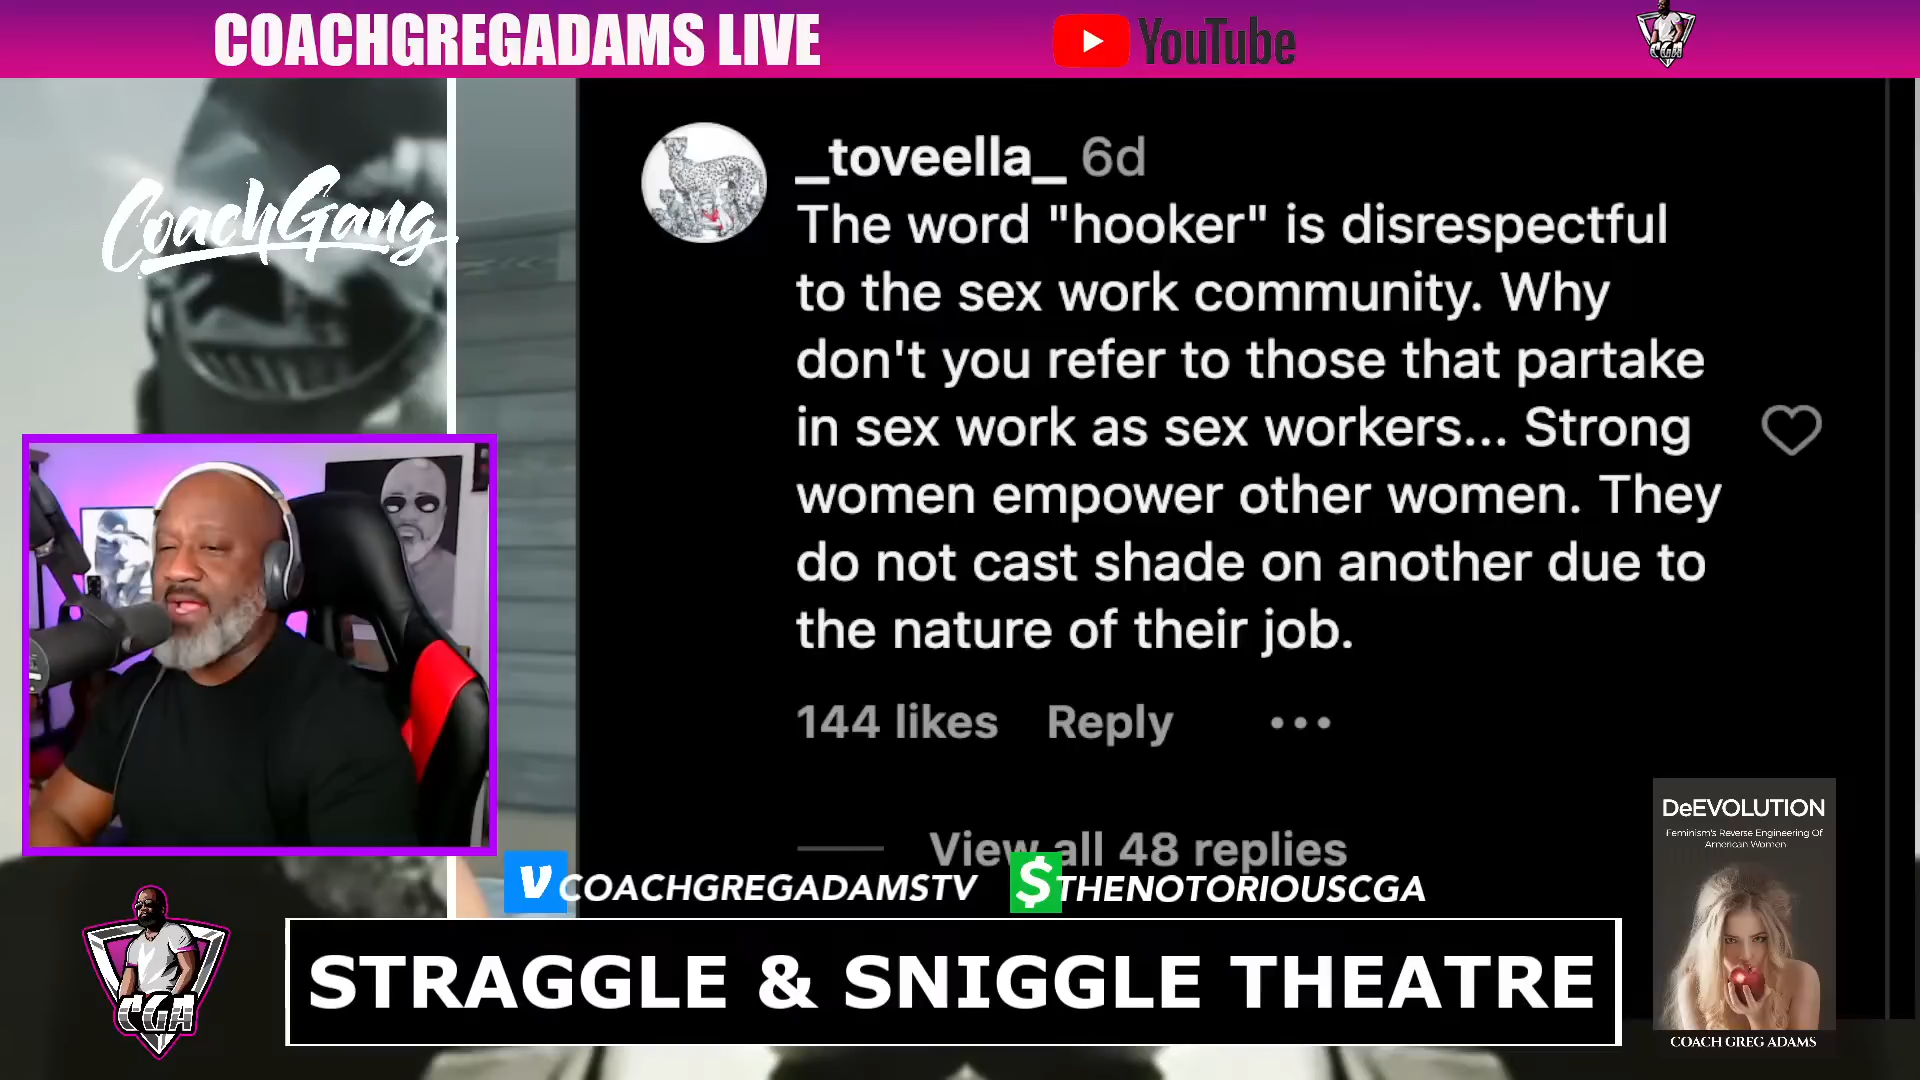 COACHGREGADAMS LIVE
YouTube
CGA
CoachGang
_toveella_ 6d
The word "hooker" is disrespectful
to the sex work community. Why
don't you refer to those that partake
in sex work as sex workers... Strong
women empower other women. They
do not cast shade on another due to
the nature of their job.
144 likes Reply
View all 48 replies
COACHGREGADAMSTV
$THENOTORIOUSCGA
CGA
STRAGGLE & SNIGGLE THEATRE
DeEVOLUTION
Feminism's Reverse Engineering Of
American Women
COACH GREG ADAMS